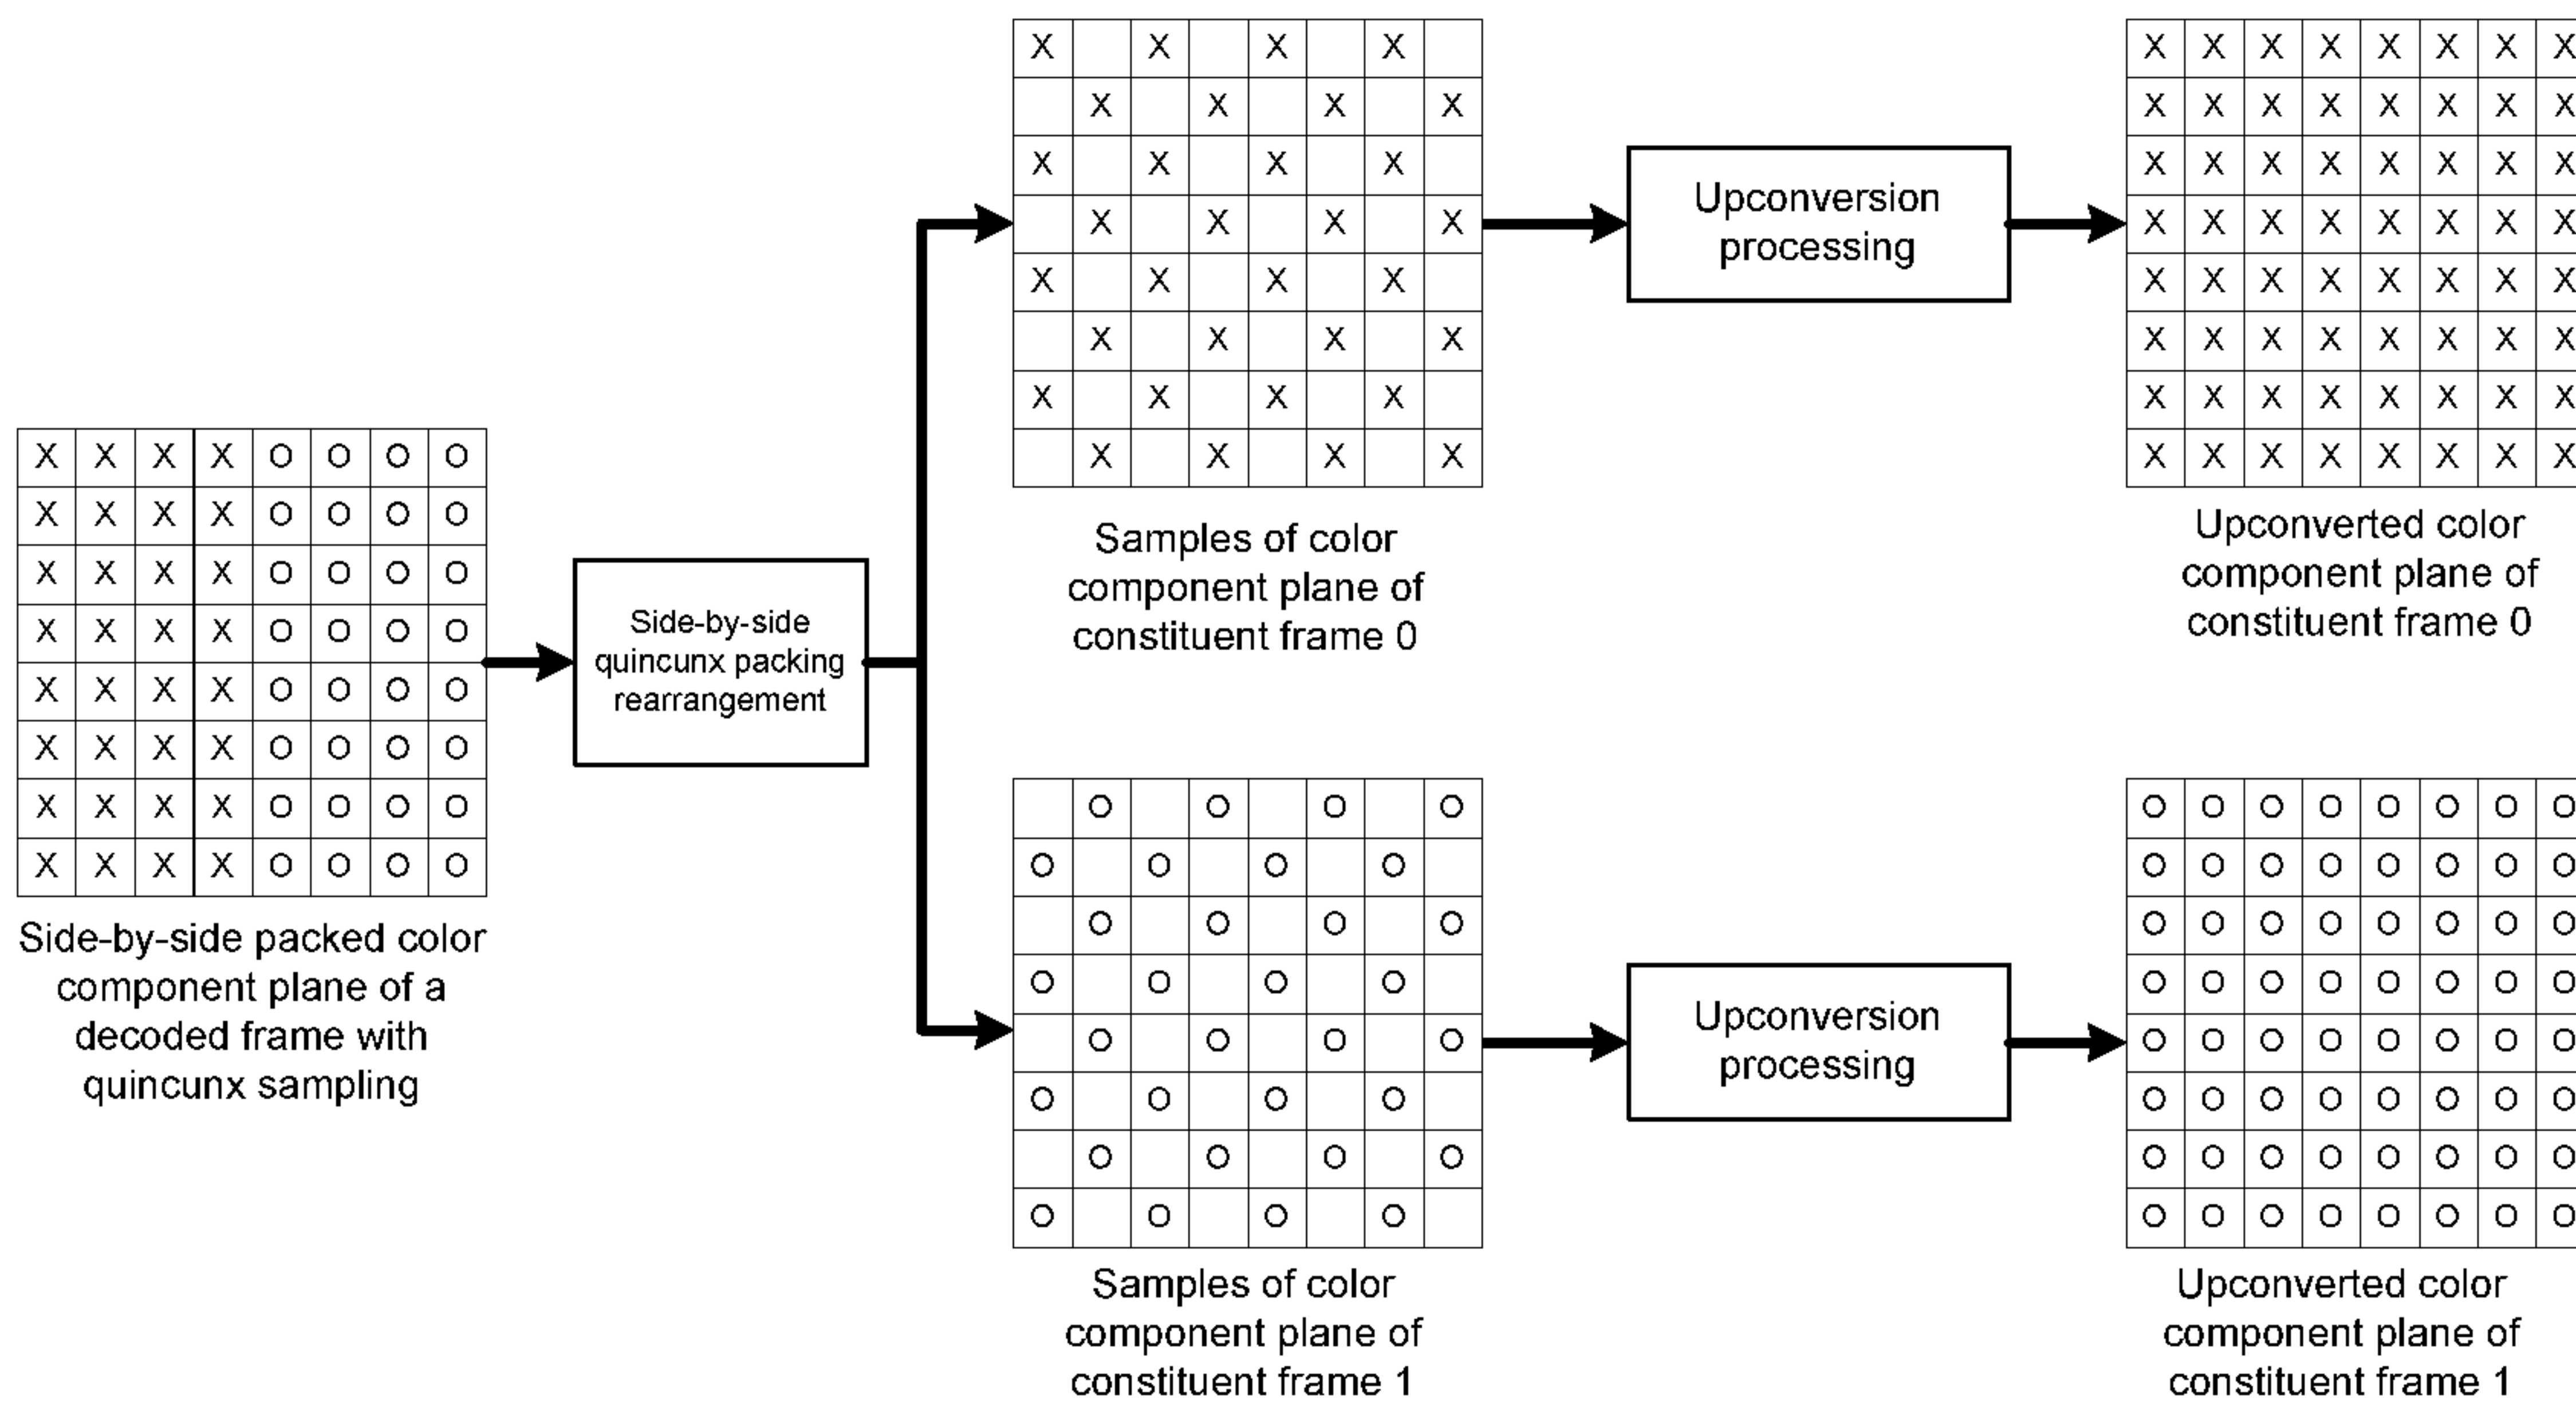 X X X X
X X X X
X X X X
X X X X
X X X X
X X X X
X X X X
X X X X
X X X X X X X X
X X X X X X X X
X X X X X X X X
X X X X X X X X
X X X X X X X X
X X X X X X X X
X X X X X X X X
X X X X X X X X
Upconversion
processing
Samples of color
component plane of
constituent frame 0
Upconverted color
component plane of
constituent frame 0
X X X X O O O O
X X X X O O O O
X X X X O O O O
X X X X O O O O
X X X X O O O O
X X X X O O O O
X X X X O O O O
X X X X O O O O
Side-by-side packed color
component plane of a
decoded frame with
quincunx sampling
Side-by-side
quincunx packing
rearrangement
O O O O
O O O O
O O O O
O O O O
O O O O
O O O O
O O O O
O O O O
Upconversion
processing
O O O O O O O O
O O O O O O O O
O O O O O O O O
O O O O O O O O
O O O O O O O O
O O O O O O O O
O O O O O O O O
O O O O O O O O
Samples of color
component plane of
constituent frame 1
Upconverted color
component plane of
constituent frame 1